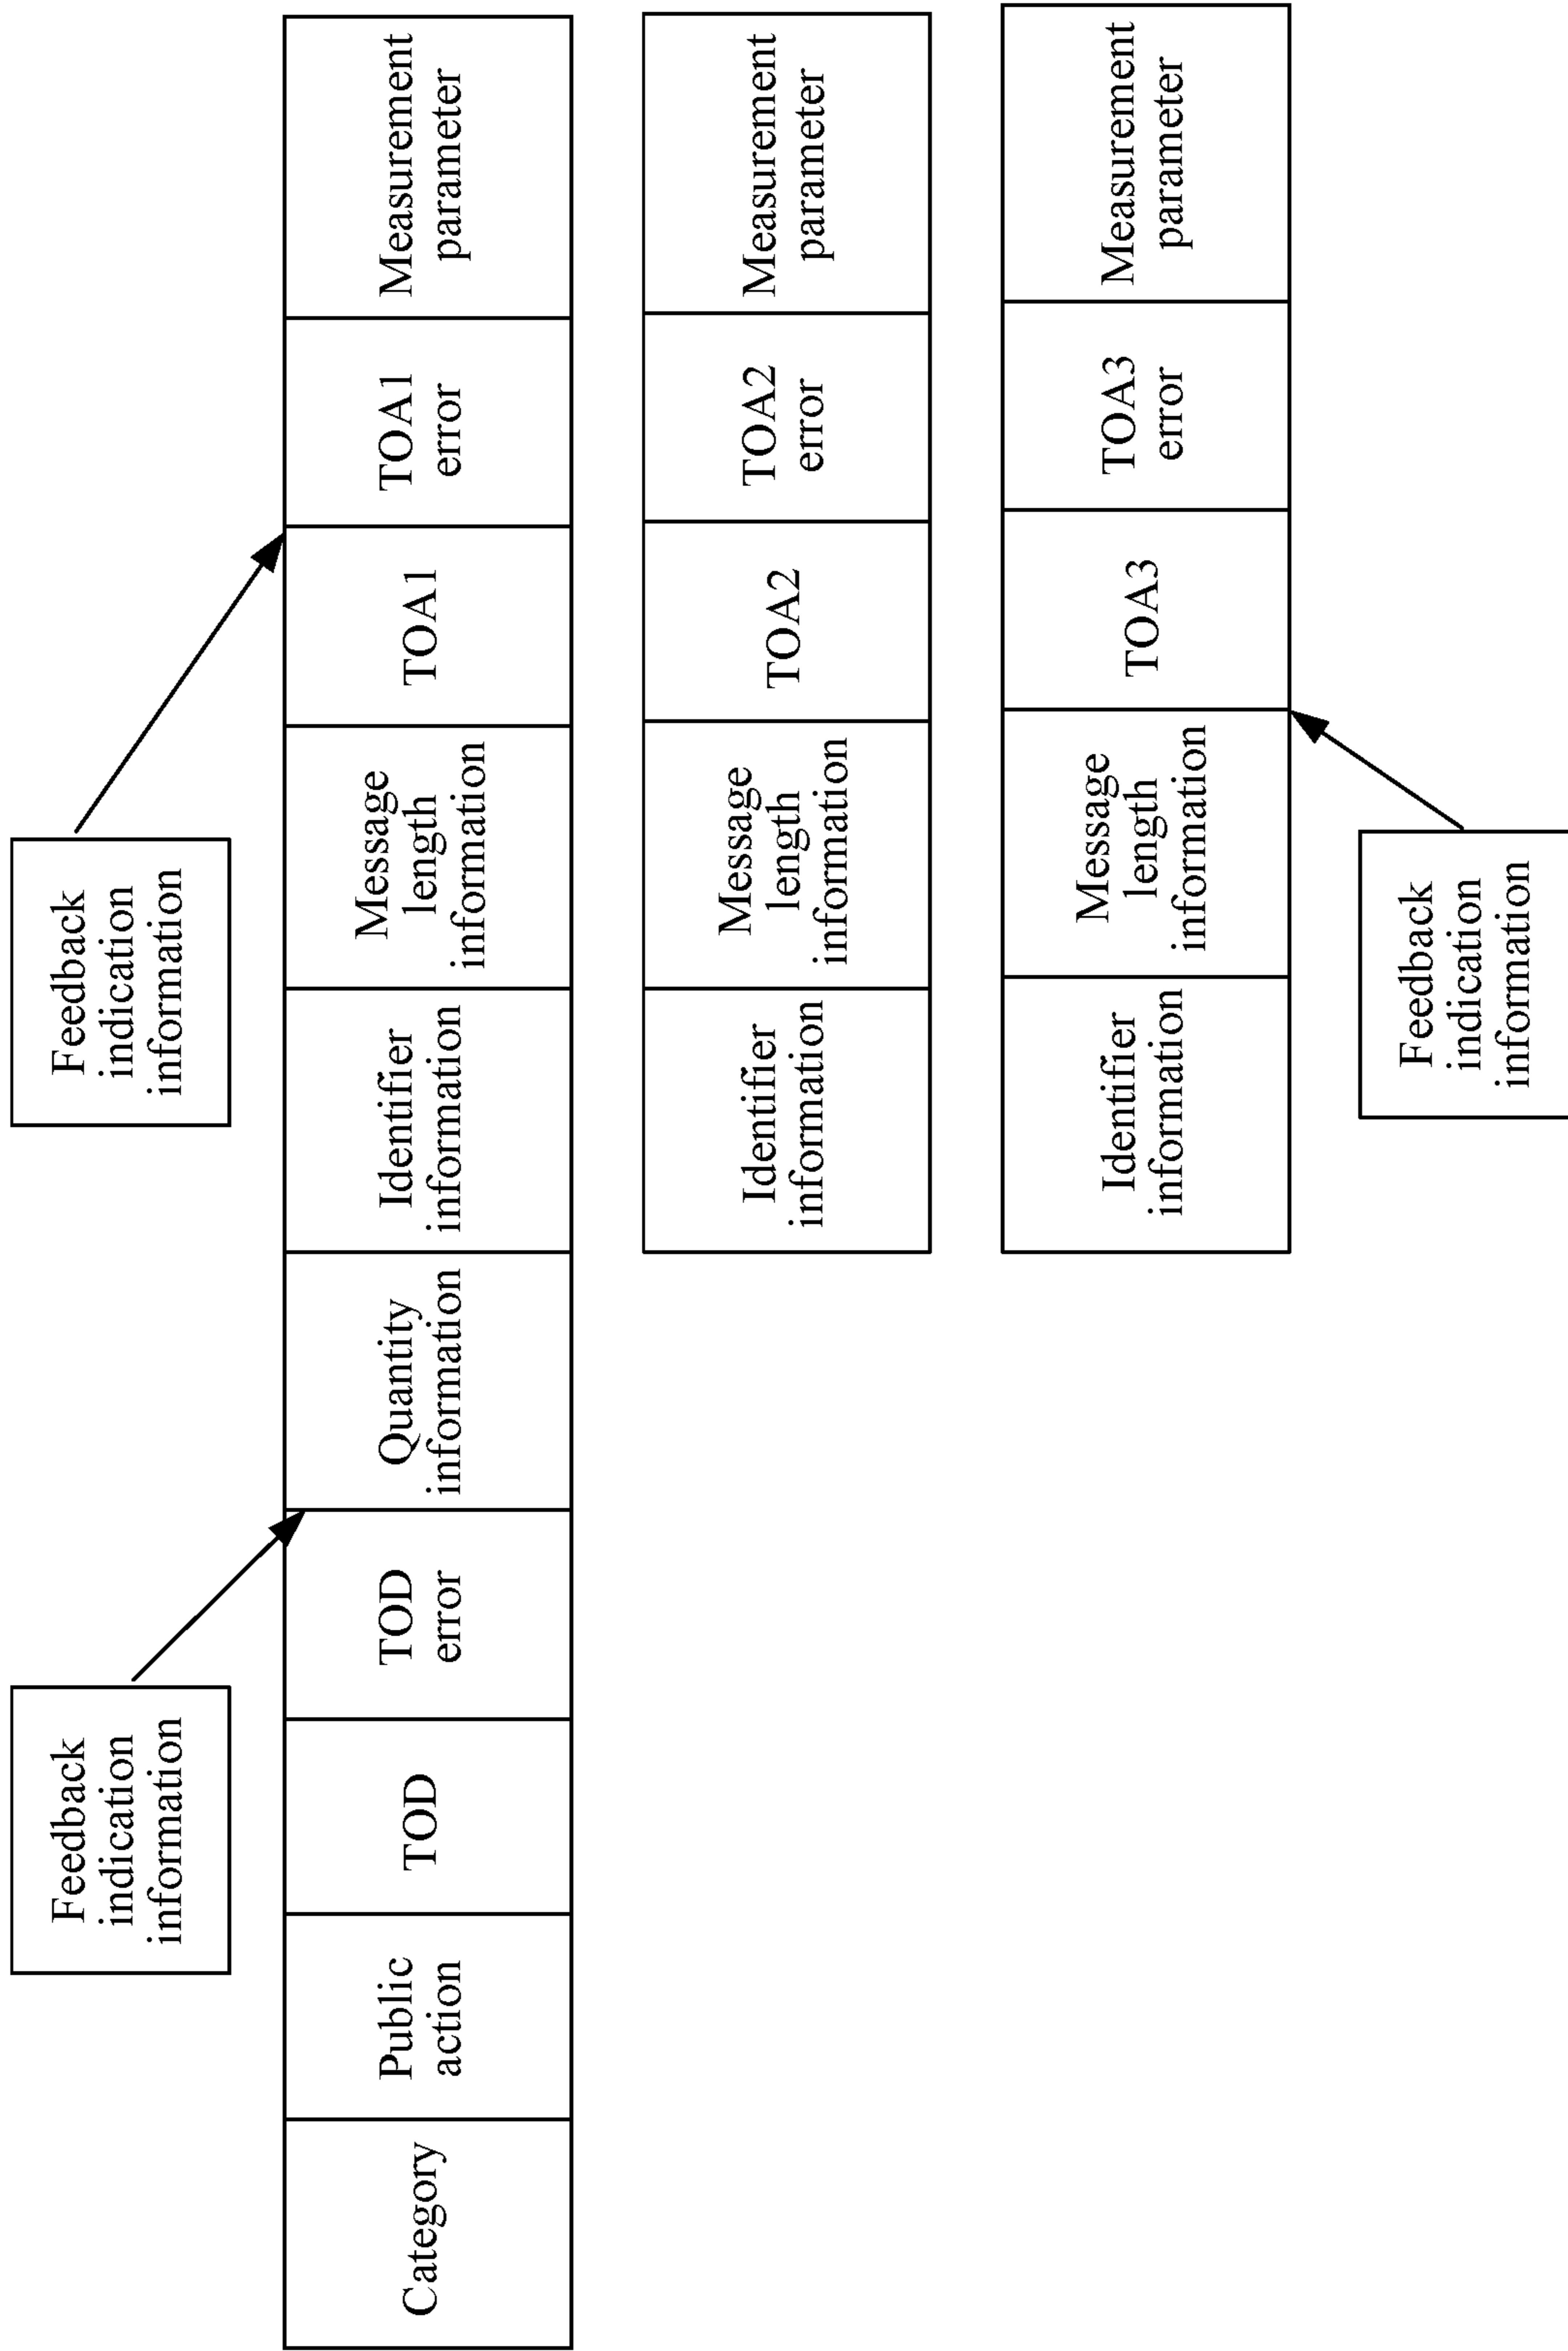 Feedback
indication
information
Feedback
indication
information
Category
Public
action
TOD
TOD
error
Quantity
information
Identifier
information
Message
length
information
TOA1
TOA1
error
Measurement
parameter
Identifier
information
Message
length
information
TOA2
TOA2
error
Measurement
parameter
Identifier
information
Message
length
information
TOA3
TOA3
error
Measurement
parameter
Feedback
indication
information